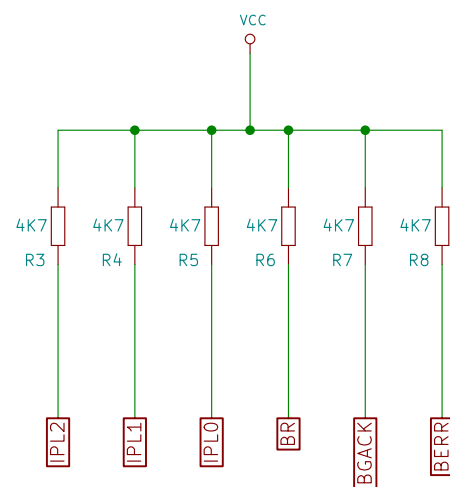 VCC
4K7 4K7 4K7 4K7 4K7 4K7
R3 R4 R5 R6 R7 R8
IPL2 IPL1 IPL0 BR BGACK BERR